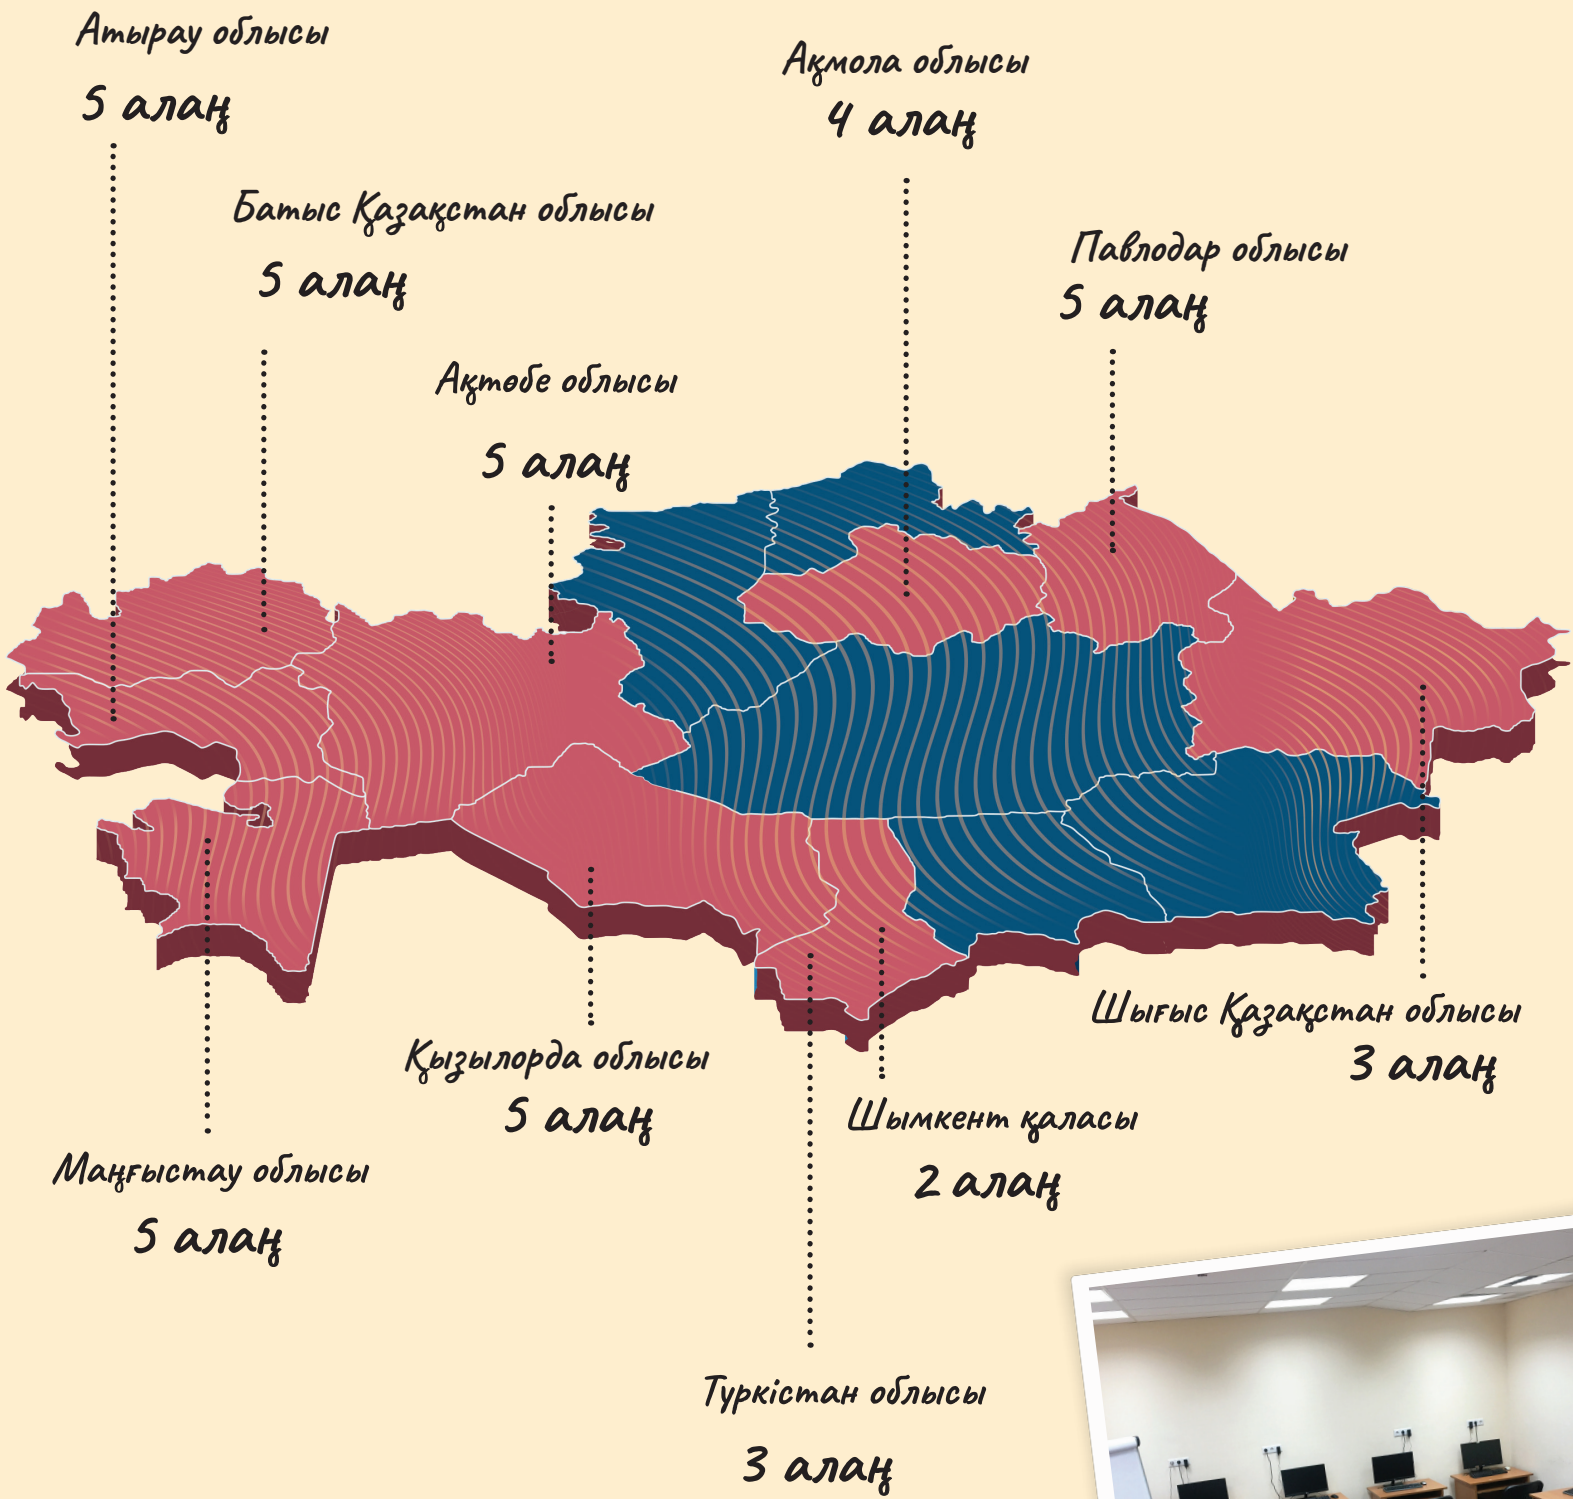 Атырау облысы
5 алаң
Ақмола облысы
4 алаң
Батыс Қазақстан облысы
5 алаң
Павлодар облысы
5 алаң
Ақтөбе облысы
5 алаң
Шығыс Қазақстан облысы
3 алаң
Қызылорда облысы
5 алаң
Шымкент қаласы
2 алаң
Маңғыстау облысы
5 алаң
Туркістан облысы
3 алаң